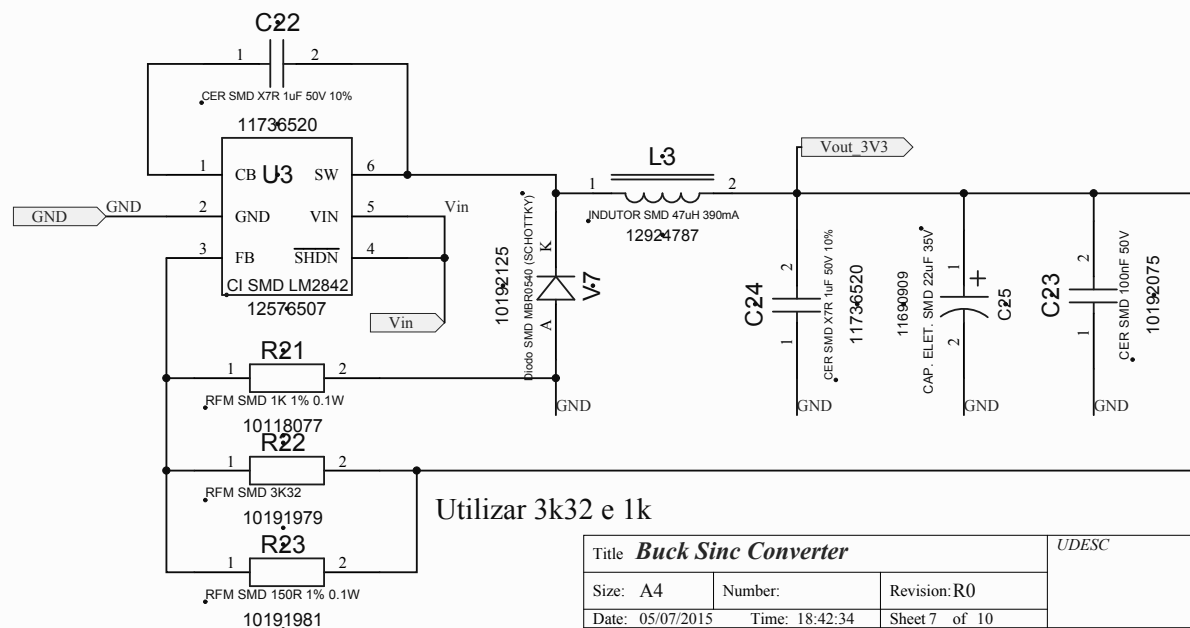 C22
1 2
CER SMD X7R 1uF 50V 10%
11736520
1 CB U3 SW 6
GND GND 2 GND VIN 5 Vin
3 FB SHDN 4
CI SMD LM2842
12576507
Vin
R21
1 2
RFM SMD 1K 1% 0.1W
10118077
R22
1 2
RFM SMD 3K32
10191979
R23
1 2
RFM SMD 150R 1% 0.1W
10191981
Utilizar 3k32 e 1k
K
A
V7
Diodo SMD MBR0540 (SCHOTTKY)
10192125
GND
L3
1 2
INDUTOR SMD 47uH 390mA
12924787
Vout_3V3
2
1
C24
CER SMD X7R 1uF 50V 10%
11736520
GND
1
2
C25
CAP. ELET. SMD 22uF 35V
11690909
GND
2
1
C23
CER SMD 100nF 50V
10192075
GND
Title Buck Sinc Converter
UDESC
Size: A4 Number: Revision: R0
Date: 05/07/2015 Time: 18:42:34 Sheet 7 of 10